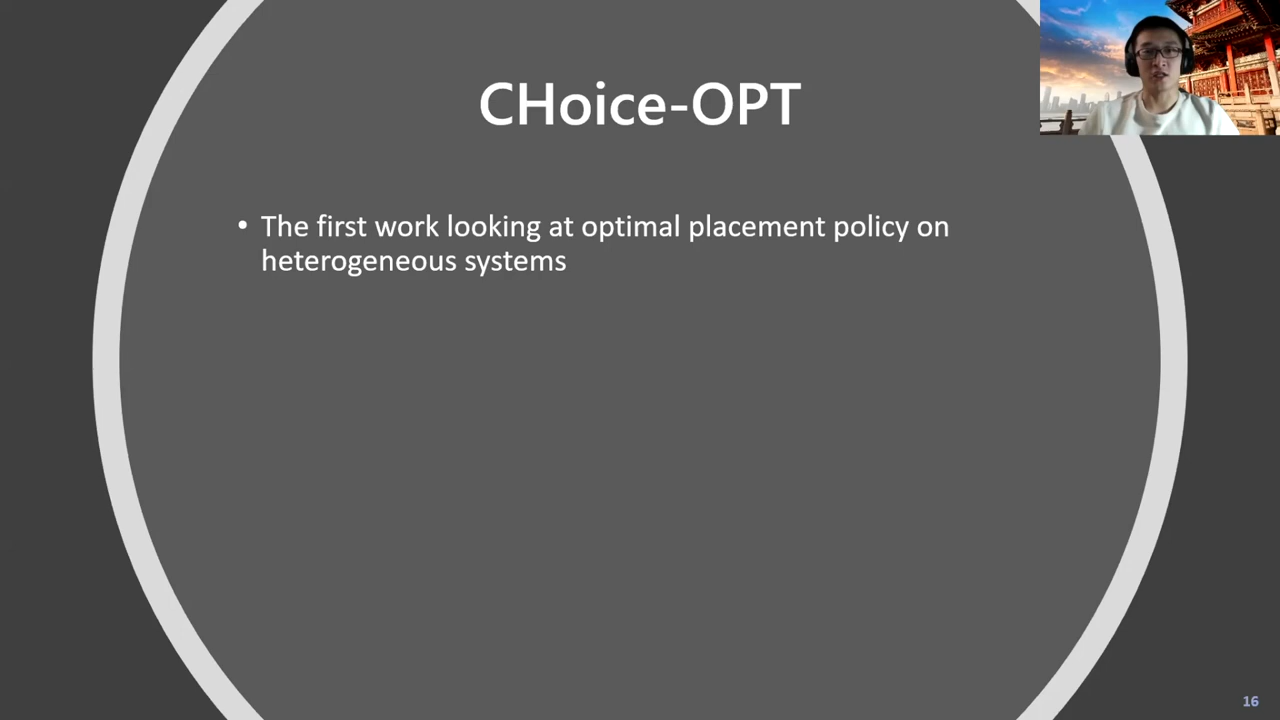 CHoice-OPT
• The first work looking at optimal placement policy on
heterogeneous systems
16